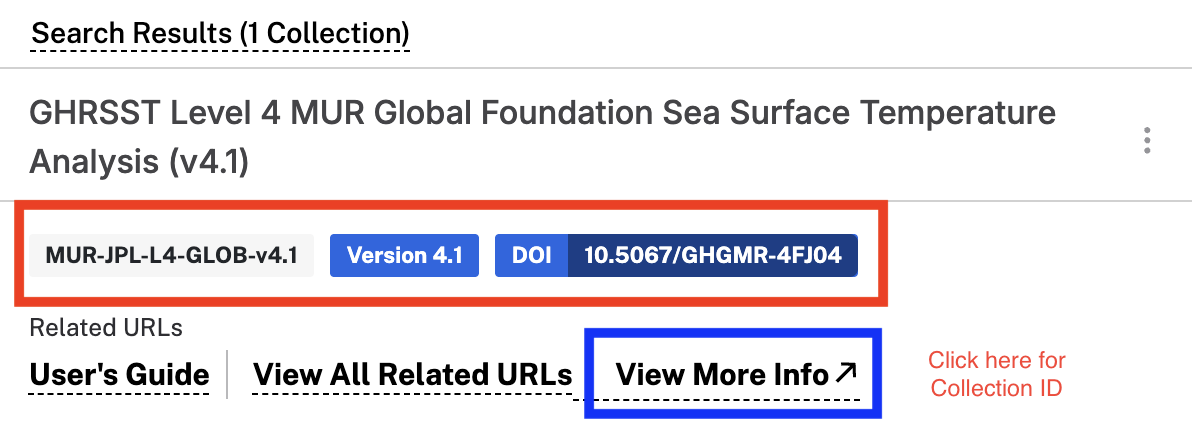 Search Results (1 Collection)
GHRSST Level 4 MUR Global Foundation Sea Surface Temperature
Analysis (v4.1)
MUR-JPL-L4-GLOB-v4.1 Version 4.1 DOI 10.5067/GHGMR-4FJ04
Related URLs
User's Guide View All Related URLs View More Info
Click here for
Collection ID